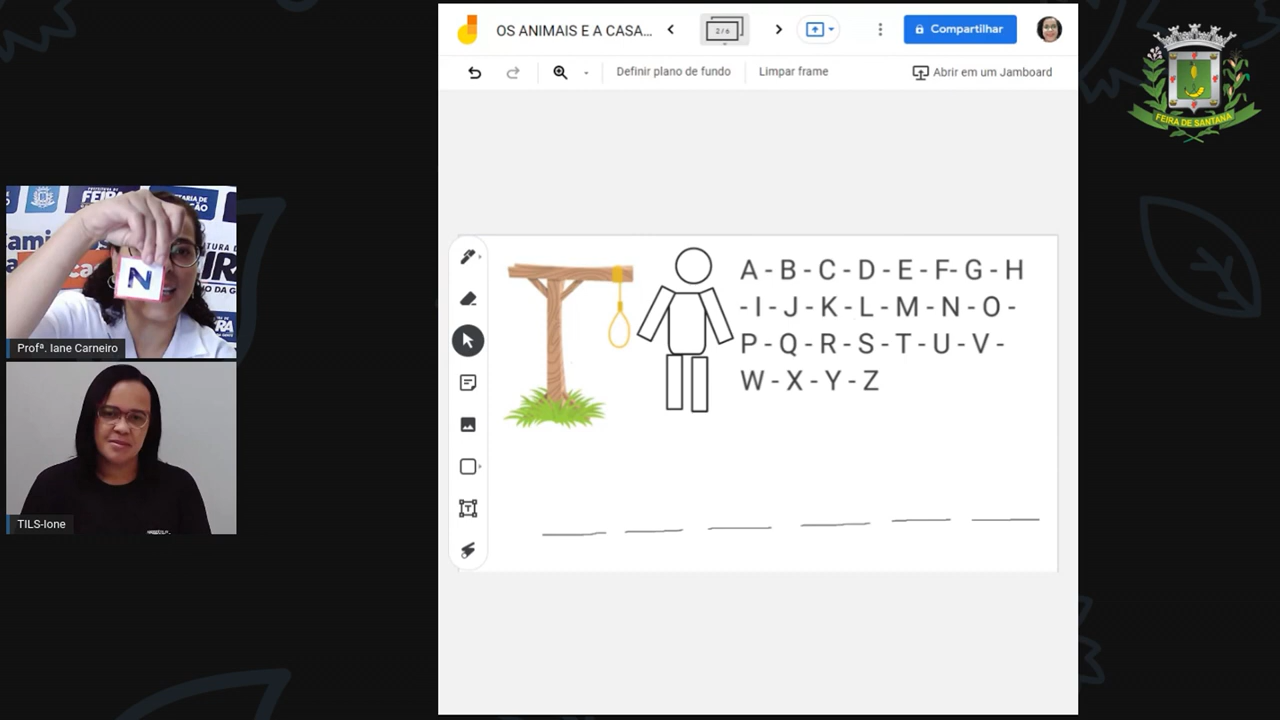 OS ANIMAIS E A CASA...
2 / 6
Compartilhar
Definir plano de fundo
Limpar frame
Abrir em um Jamboard
FEIRA DE SANTANA
FEIRA
N
Profª. Iane Carneiro
TILS-Ione
A - B - C - D - E - F- G - H
- I - J - K - L - M - N - O -
P - Q - R - S - T - U - V -
W - X - Y - Z